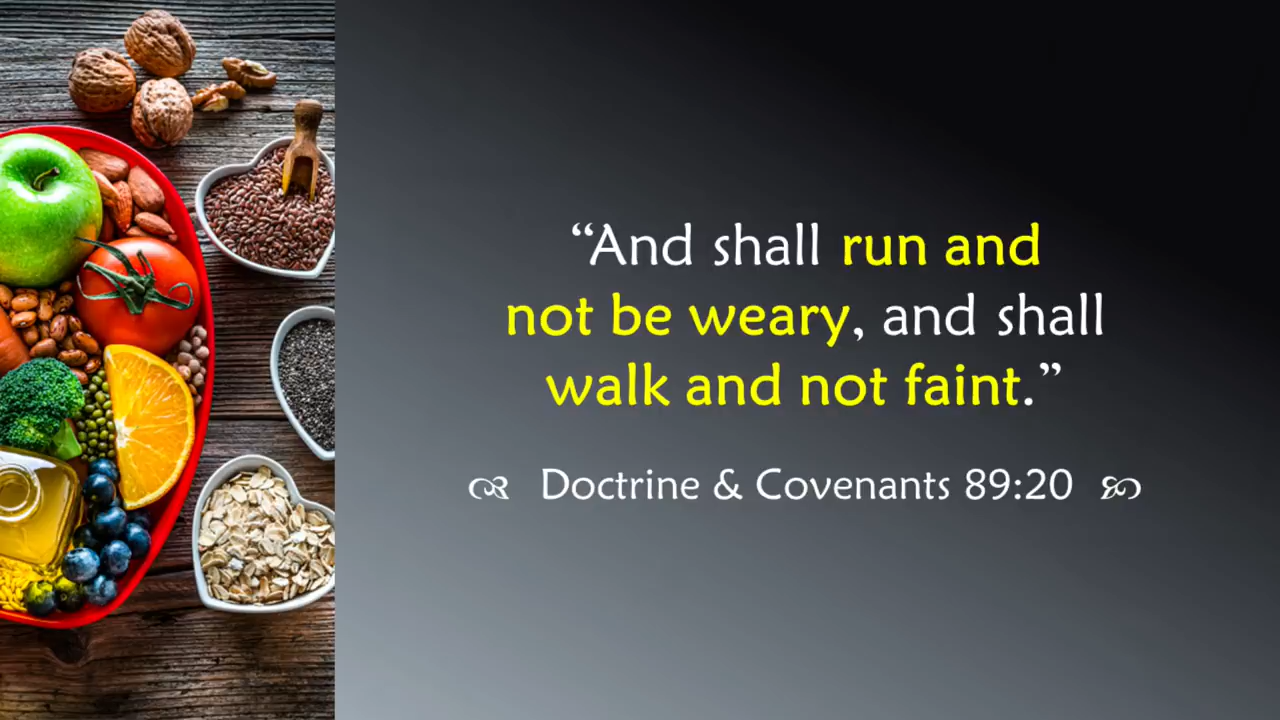 “And shall run and
not be weary, and shall
walk and not faint.”
Doctrine & Covenants 89:20